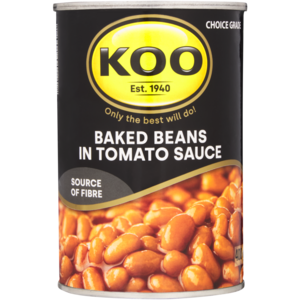 CHOICE GRADE
KOO
Est. 1940
Only the best will do!
BAKED BEANS
IN TOMATO SAUCE
SOURCE
OF FIBRE